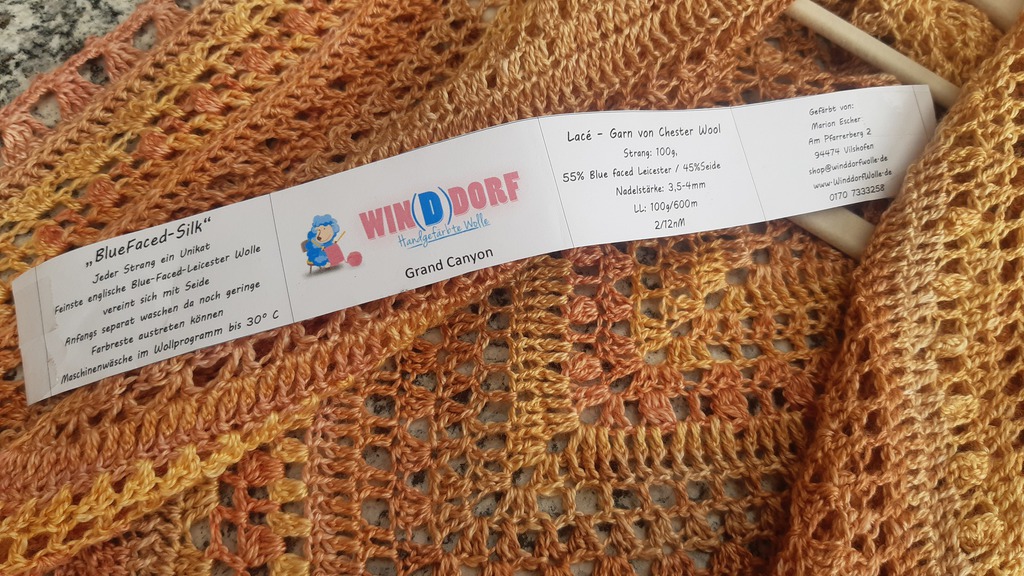 „BlueFaced-Silk“
Jeder Strang ein Unikat
Feinste englische Blue-Faced-Leicester Wolle
vereint sich mit Seide
Anfangs separat waschen da noch geringe
Farbreste austreten können
Maschinenwäsche im Wollprogramm bis 30° C
WIN(D)DORF
Handgefärbte Wolle
Grand Canyon
Lacé - Garn von Chester Wool
Strang: 100g,
55% Blue faced Leicester / 45%Seide
Nadelstärke: 3,5-4mm
LL: 100g/600m
2/12nM
Gefärbt von:
Marion Escher
Am Pfarrerberg 2
94474 Vilshofen
shop@winddorfwolle.de
www.WinddorfWolle.de
0170 7333258